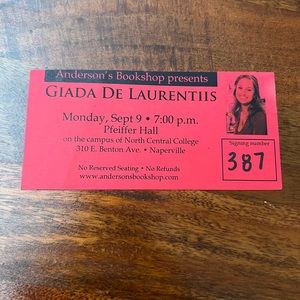 Anderson's Bookshop presents
GIADA DE LAURENTIIS
Monday, Sept 9 • 7:00 p.m.
Pfeiffer Hall
on the campus of North Central College
310 E. Benton Ave. • Naperville
No Reserved Seating • No Refunds
www.andersonsbookshop.com
Signing number
387